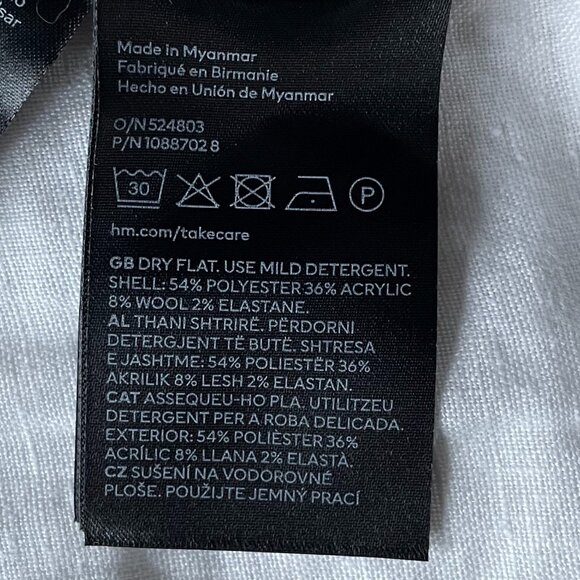 sar
Made in Myanmar
Fabriqué en Birmanie
Hecho en Unión de Myanmar
O/N 524803
P/N 1088702 8
30
P
hm.com/takecare
GB DRY FLAT. USE MILD DETERGENT.
SHELL: 54% POLYESTER 36% ACRYLIC
8% WOOL 2% ELASTANE.
AL THANI SHTRIRË. PËRDORNI
DETERGJENT TË BUTË. SHTRESA
E JASHTME: 54% POLIESTËR 36%
AKRILIK 8% LESH 2% ELASTAN.
CAT ASSEQUEU-HO PLA. UTILITZEU
DETERGENT PER A ROBA DELICADA.
EXTERIOR: 54% POLIÈSTER 36%
ACRÍLIC 8% LLANA 2% ELASTÀ.
CZ SUŠENÍ NA VODOROVNÉ
PLOŠE. POUŽIJTE JEMNÝ PRACÍ